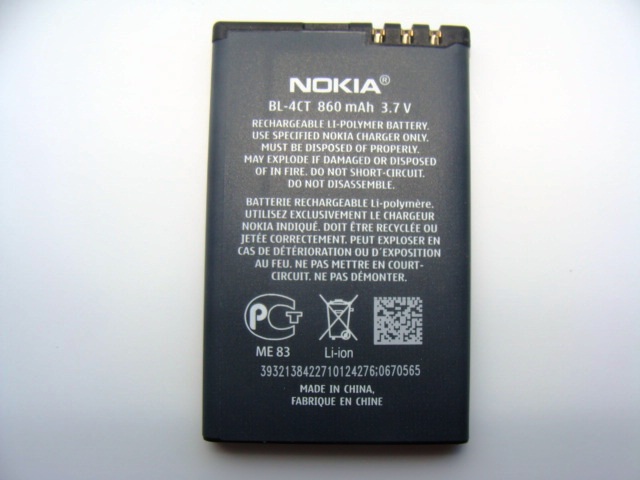 NOKIA®
BL-4CT 860 mAh 3.7 V
RECHARGEABLE LI-POLYMER BATTERY.
USE SPECIFIED NOKIA CHARGER ONLY.
MUST BE DISPOSED OF PROPERLY.
MAY EXPLODE IF DAMAGED OR DISPOSED
OF IN FIRE. DO NOT SHORT-CIRCUIT.
DO NOT DISASSEMBLE.
BATTERIE RECHARGEABLE Li-polymère.
UTILISEZ EXCLUSIVEMENT LE CHARGEUR
NOKIA INDIQUÉ. DOIT ÊTRE RECYCLÉE OU
JETÉE CORRECTEMENT. PEUT EXPLOSER EN
CAS DE DÉTÉRIORATION OU D'EXPOSITION
AU FEU. NE PAS METTRE EN COURT-
CIRCUIT. NE PAS DÉMONTER.
PCT
ME 83 Li-ion
3932138422710124276;0670565
MADE IN CHINA,
FABRIQUE EN CHINE